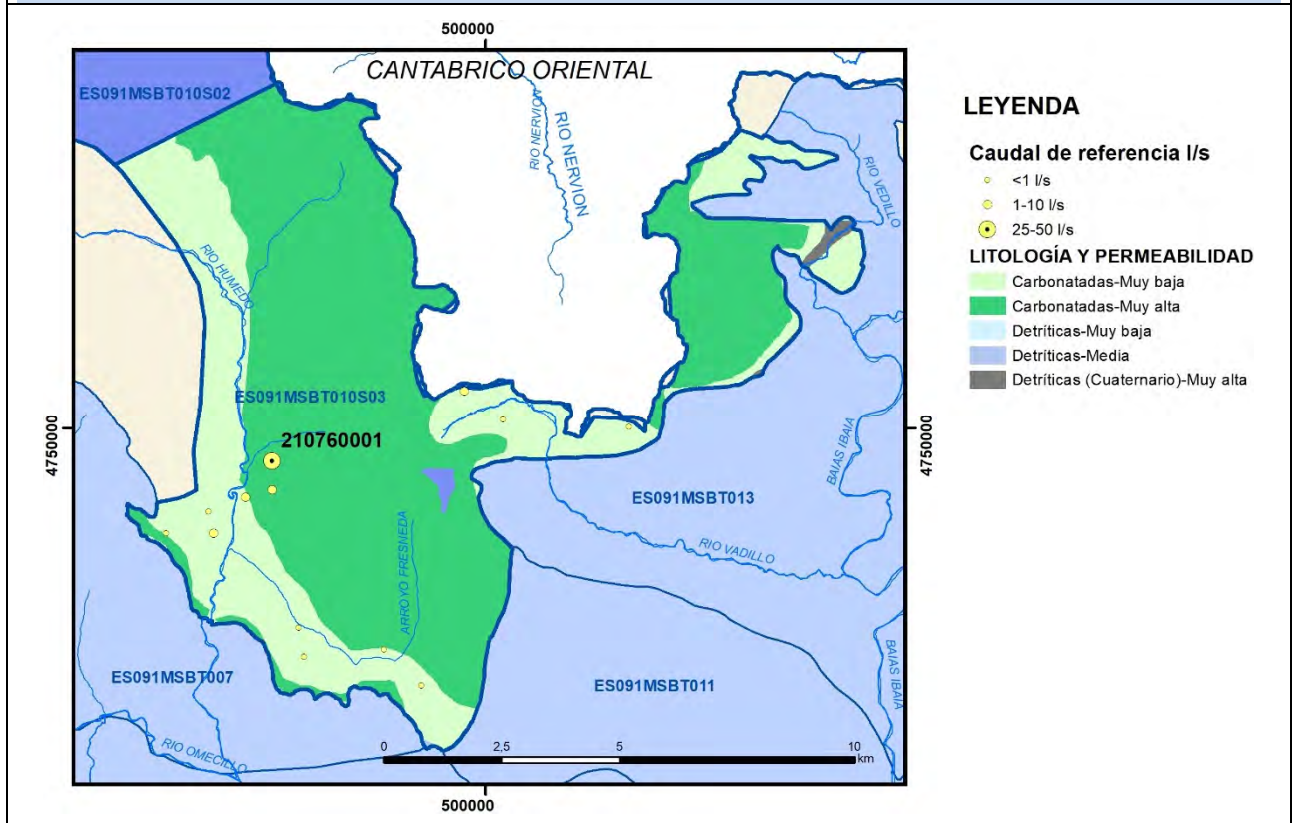 500000
CANTABRICO ORIENTAL
ES091MSBT010S02
RIO NERVION
RIO NERVION
RIO VEDILLO
RIO HUMEDO
ES091MSBT010S03
210760001
4750000
4750000
BAIAS IBAIA
ES091MSBT013
RIO VADILLO
ARROYO FRESNEDA
BAIAS IBAIA
ES091MSBT007
ES091MSBT011
RIO OMECILLO
0
2,5
5
10
km
500000
LEYENDA
Caudal de referencia l/s
<1 l/s
1-10 l/s
25-50 l/s
LITOLOGÍA Y PERMEABILIDAD
Carbonatadas-Muy baja
Carbonatadas-Muy alta
Detríticas-Muy baja
Detríticas-Media
Detríticas (Cuaternario)-Muy alta